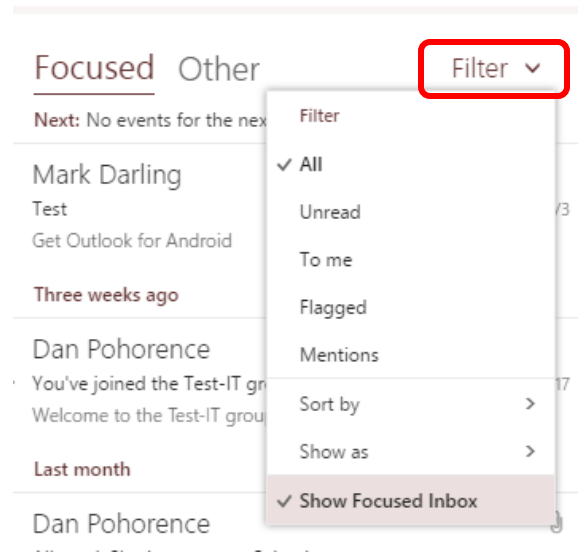 Focused Other Filter
Next: No events for the nex
Filter
All
Unread
To me
Flagged
Mentions
Sort by
Show as
Show Focused Inbox
Mark Darling
Test /3
Get Outlook for Android
Three weeks ago
Dan Pohorence
You've joined the Test-IT gr 17
Welcome to the Test-IT grou
Last month
Dan Pohorence